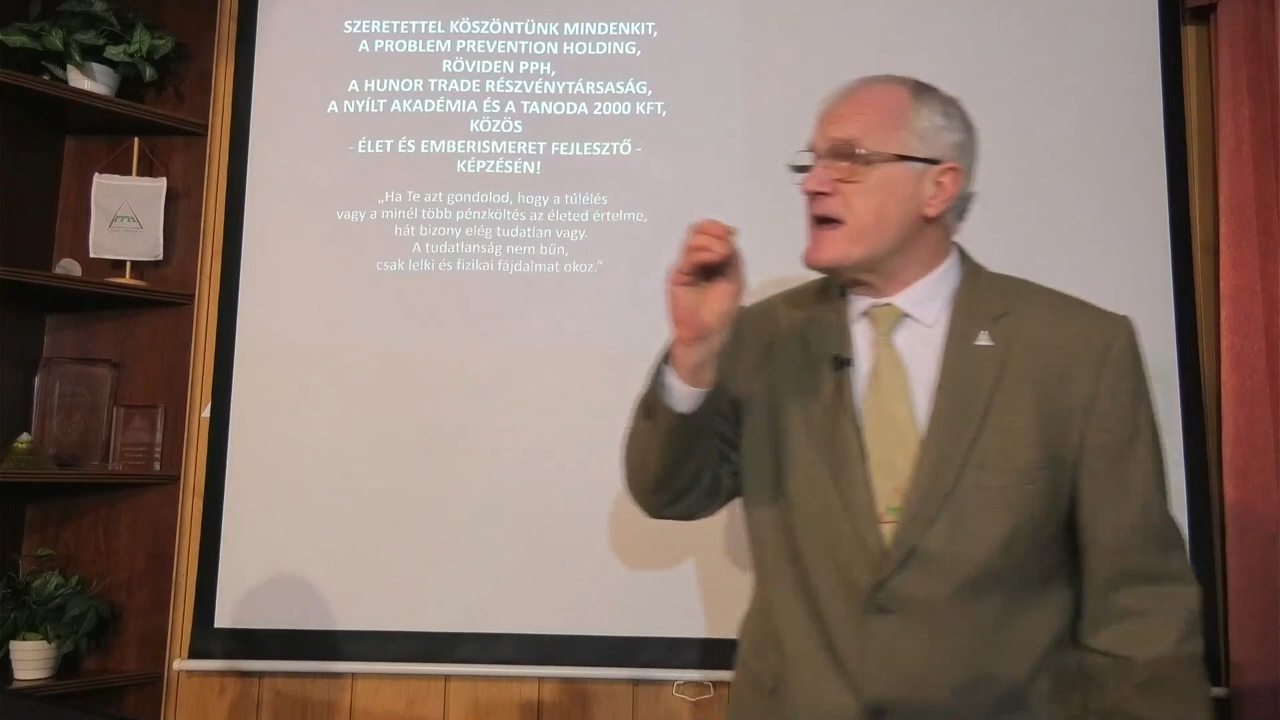 SZERETETTEL KÖSZÖNTÜNK MINDENKIT,
A PROBLEM PREVENTION HOLDING,
RÖVIDEN PPH,
A HUNOR TRADE RÉSZVÉNYTÁRSASÁG,
A NYÍLT AKADÉMIA ÉS A TANODA 2000 KFT,
KÖZÖS
- ÉLET ÉS EMBERISMERET FEJLESZTŐ -
KÉPZÉSÉN!
„Ha Te azt gondolod, hogy a túlélés
vagy a minél több pénzköltés az életed értelme,
hát bizony elég tudatlan vagy.
A tudatlanság nem bűn,
csak lelki és fizikai fájdalmat okoz.”